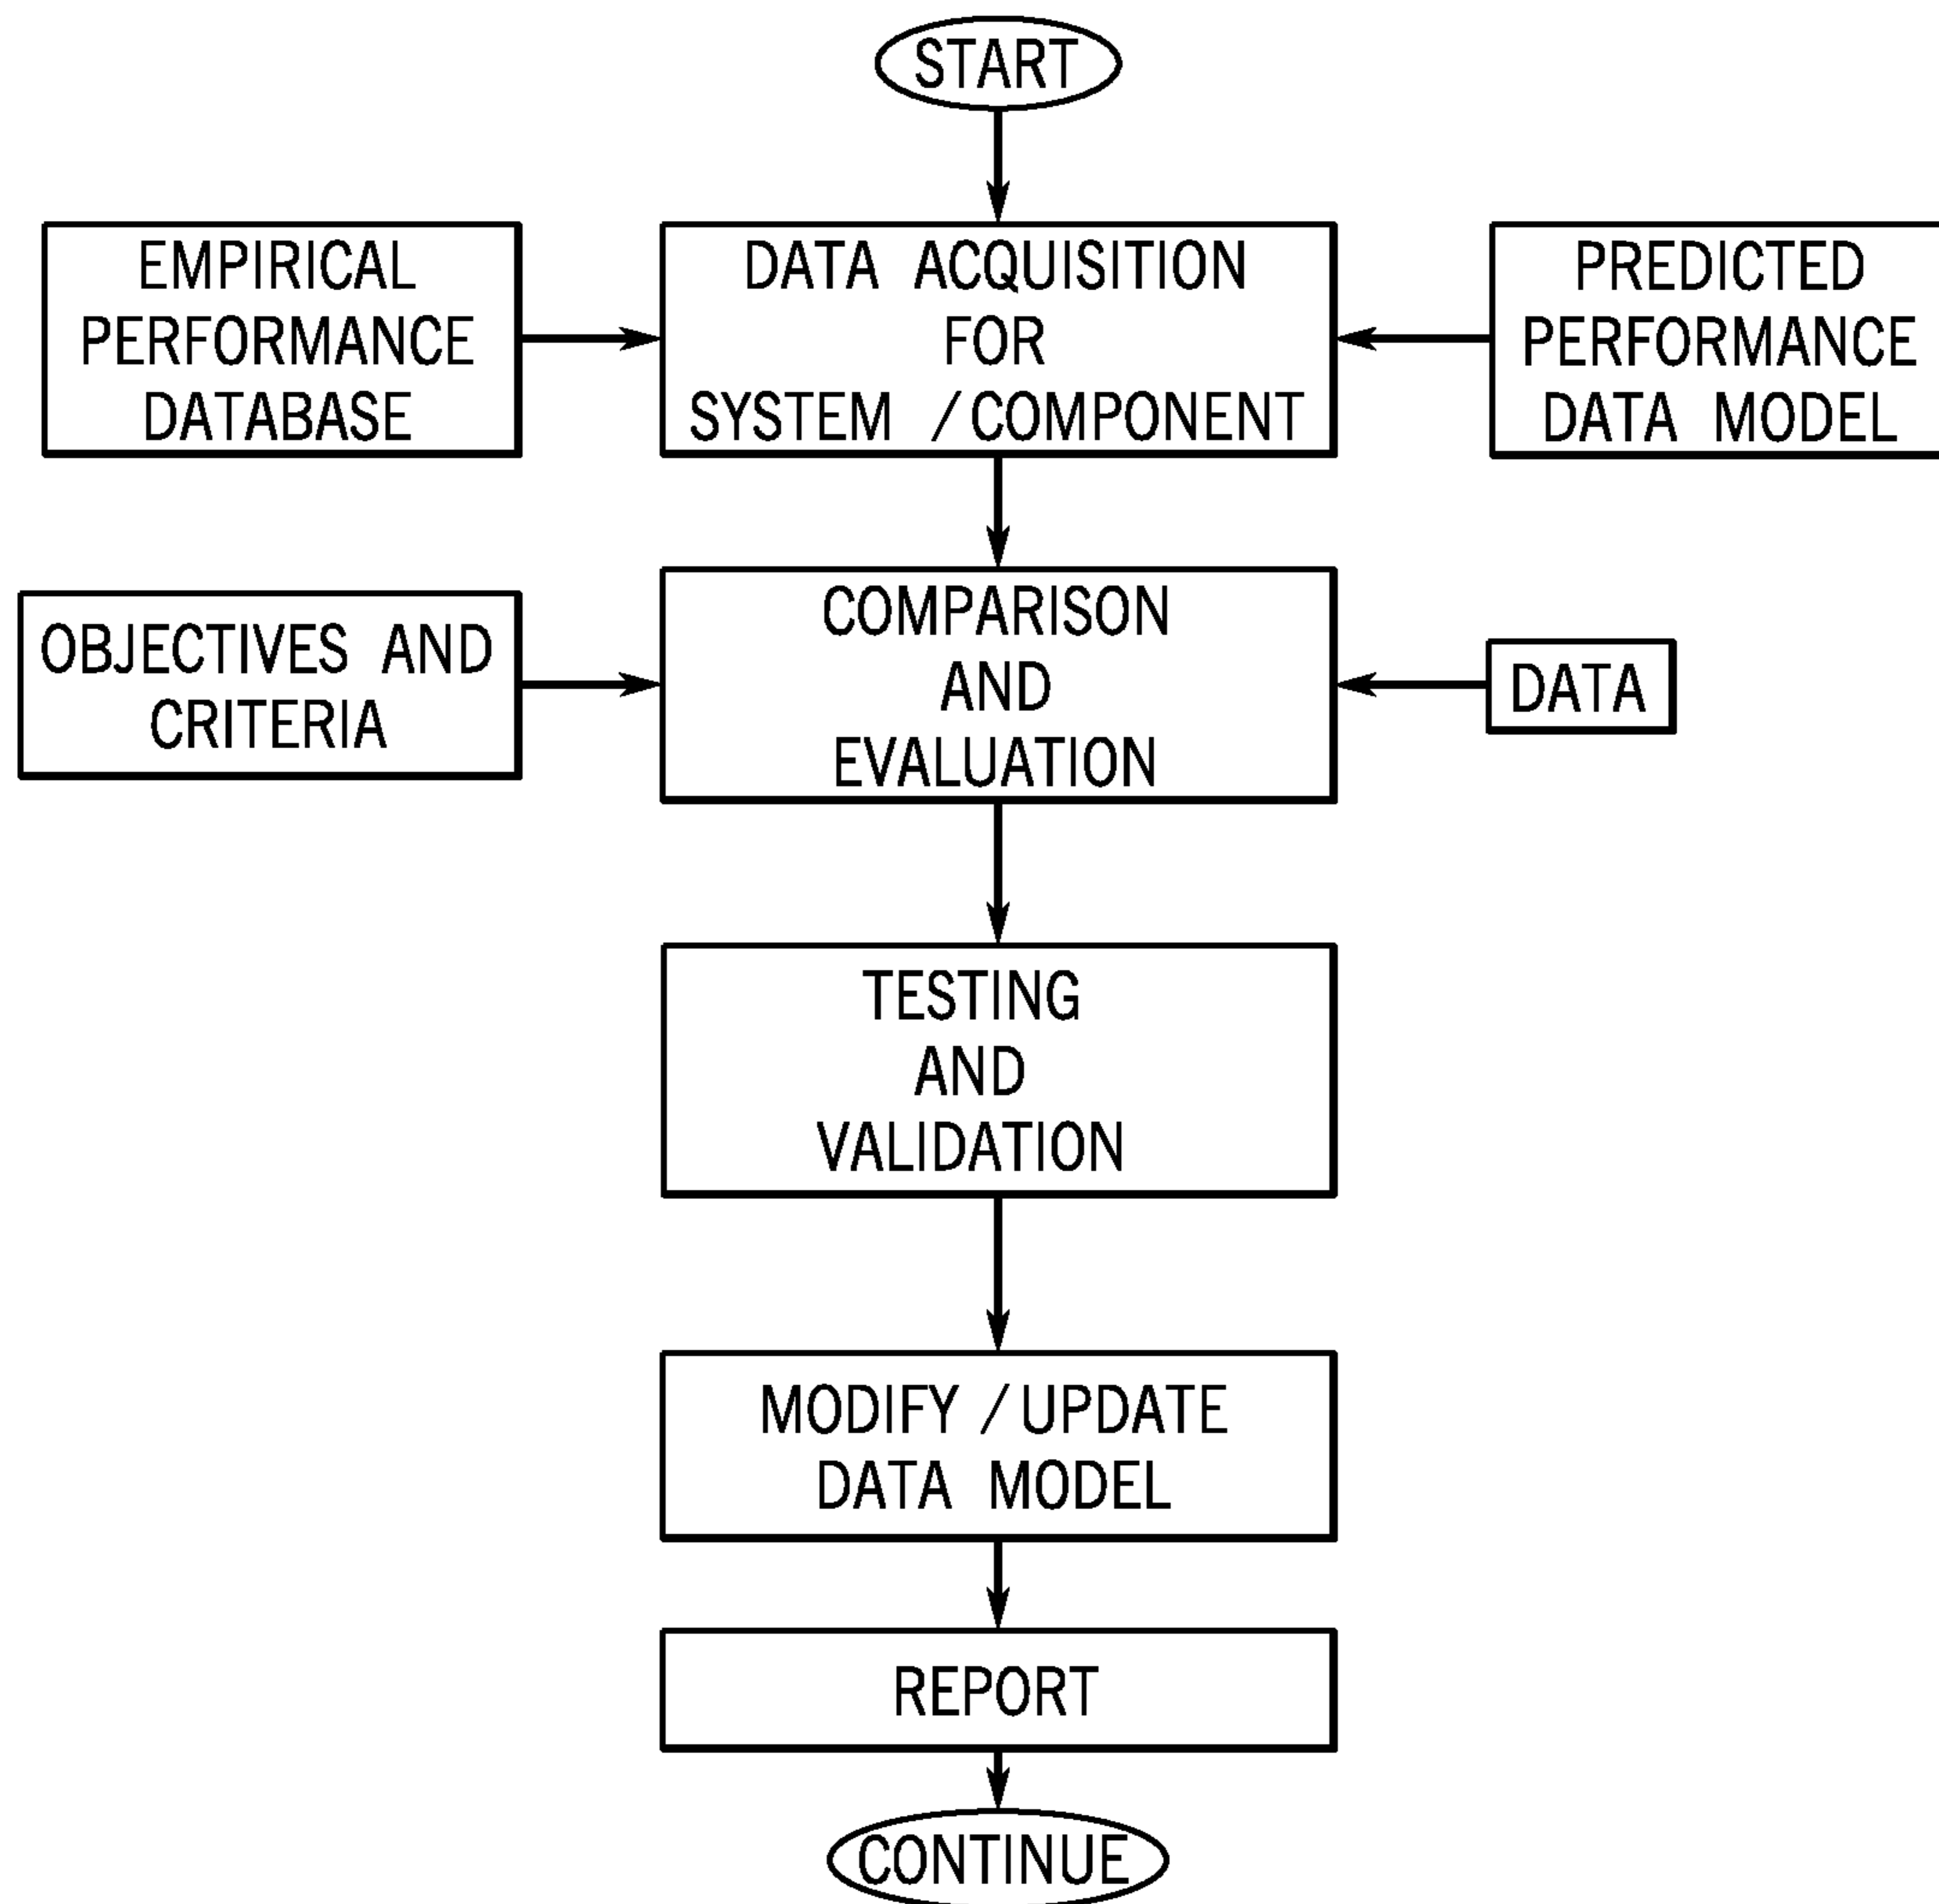 START
EMPIRICAL
PERFORMANCE
DATABASE
DATA ACQUISITION
FOR
SYSTEM /COMPONENT
PREDICTED
PERFORMANCE
DATA MODEL
OBJECTIVES AND
CRITERIA
COMPARISON
AND
EVALUATION
DATA
TESTING
AND
VALIDATION
MODIFY /UPDATE
DATA MODEL
REPORT
CONTINUE